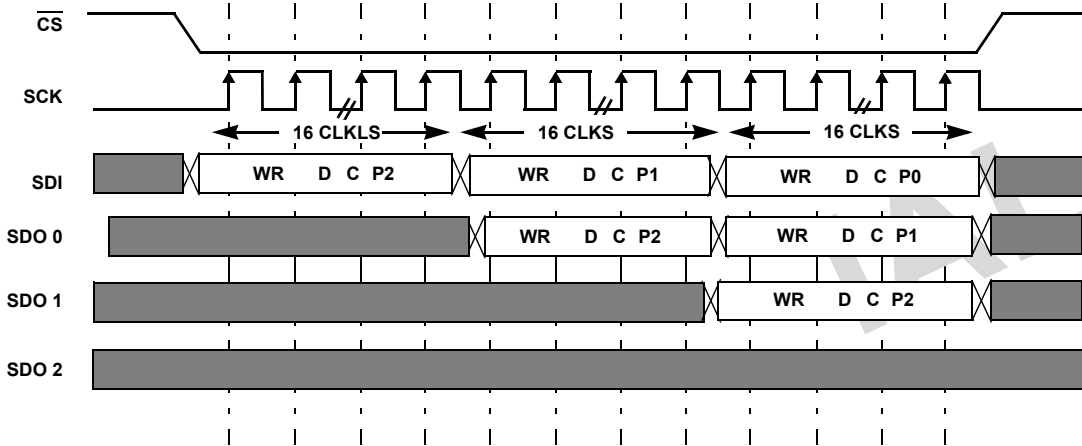 CS
SCK
16 CLKLS 16 CLKS 16 CLKS
SDI WR D C P2 WR D C P1 WR D C P0
SDO 0 WR D C P2 WR D C P1
SDO 1 WR D C P2
SDO 2